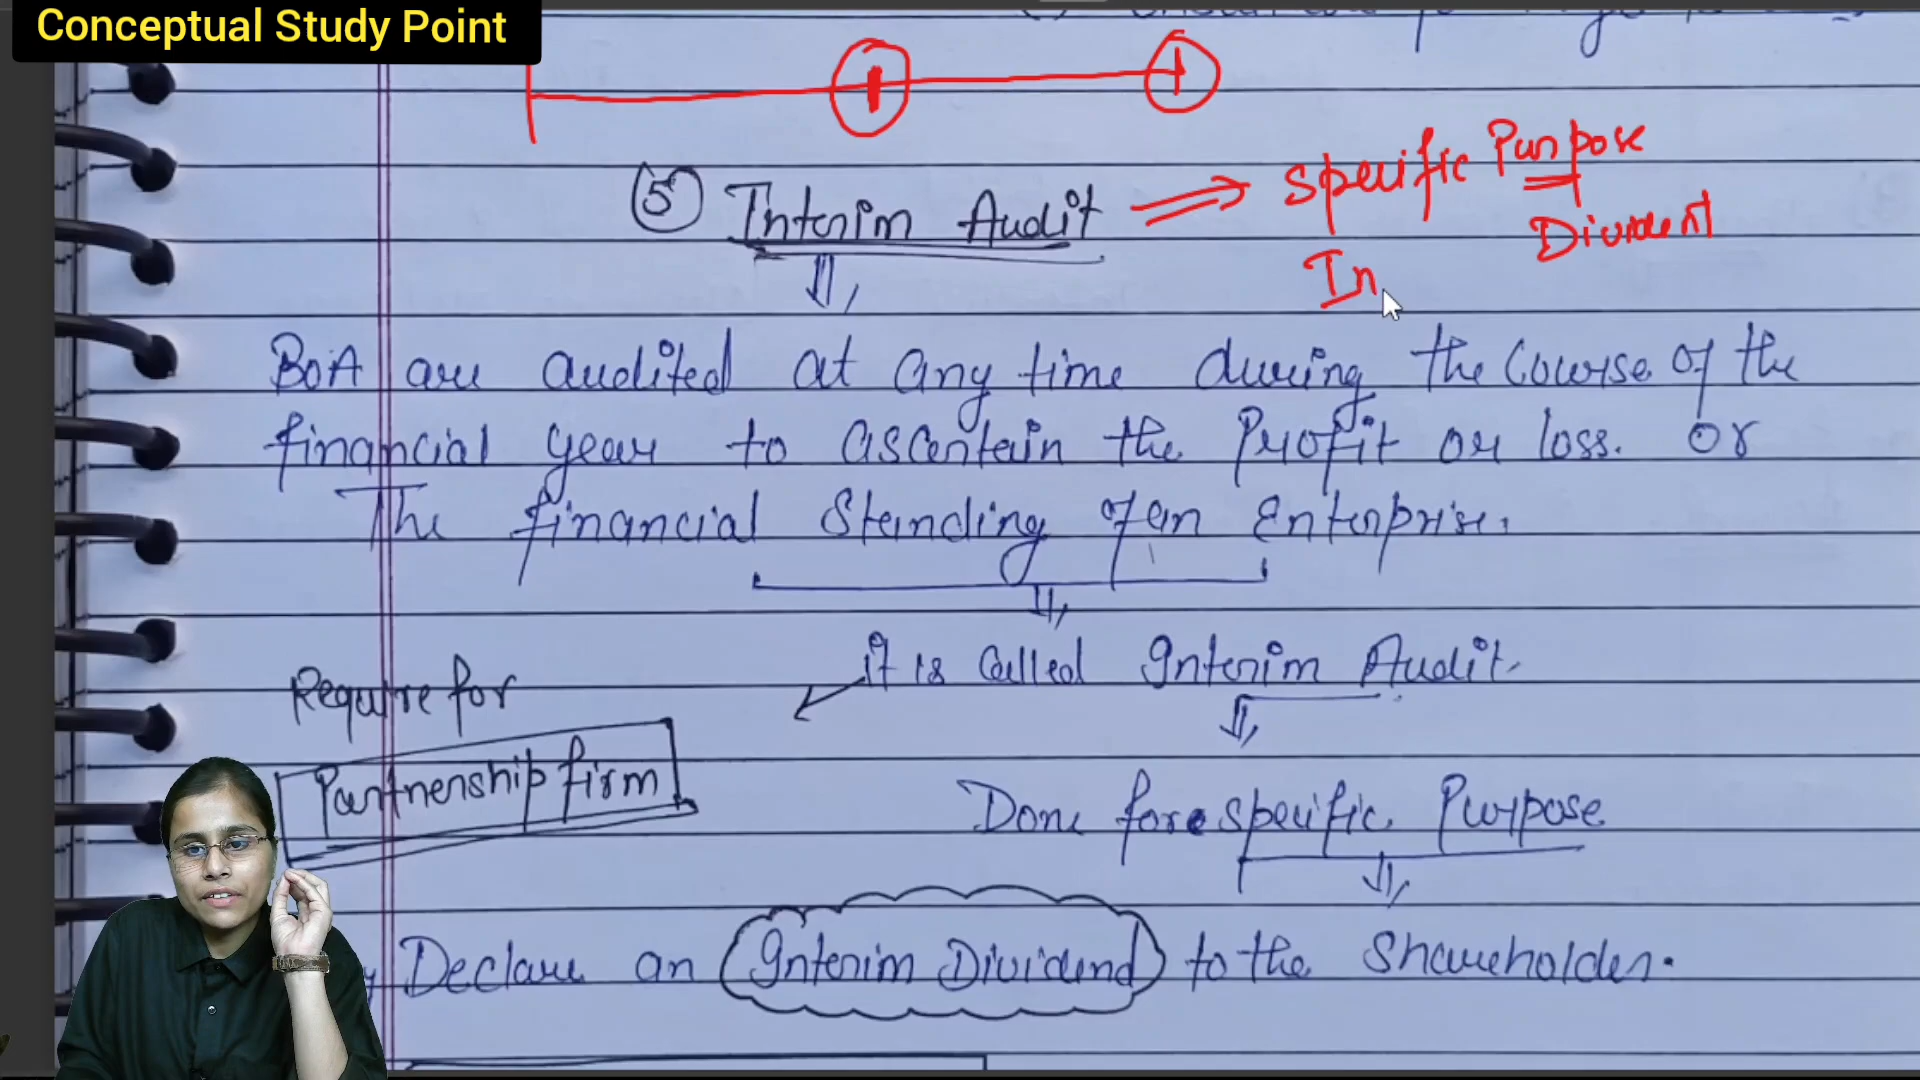 Conceptual Study Point
⑤ Interim Audit ⇒ Specific Purpose
Divident
In
BOA are audited at any time during the Course of the
financial year to ascertain the Profit or loss. Or
The financial Standing of an Enterprise.
it is Called Interim Audit.
Require for
Partnership firm
Done for specific Purpose
Declare an Interim Dividend to the Shareholder.